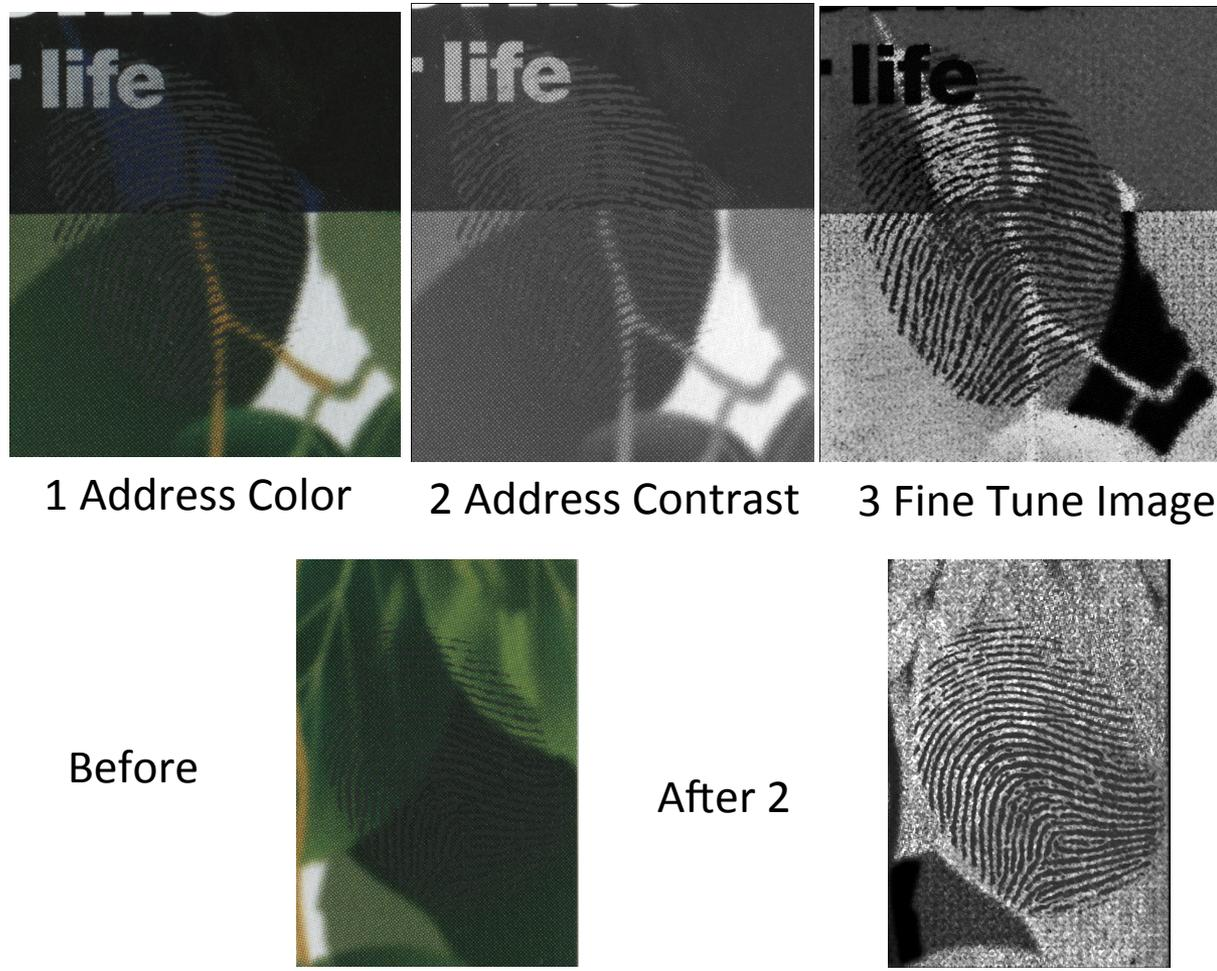 life
life
life
1 Address Color
2 Address Contrast
3 Fine Tune Image
Before
After 2